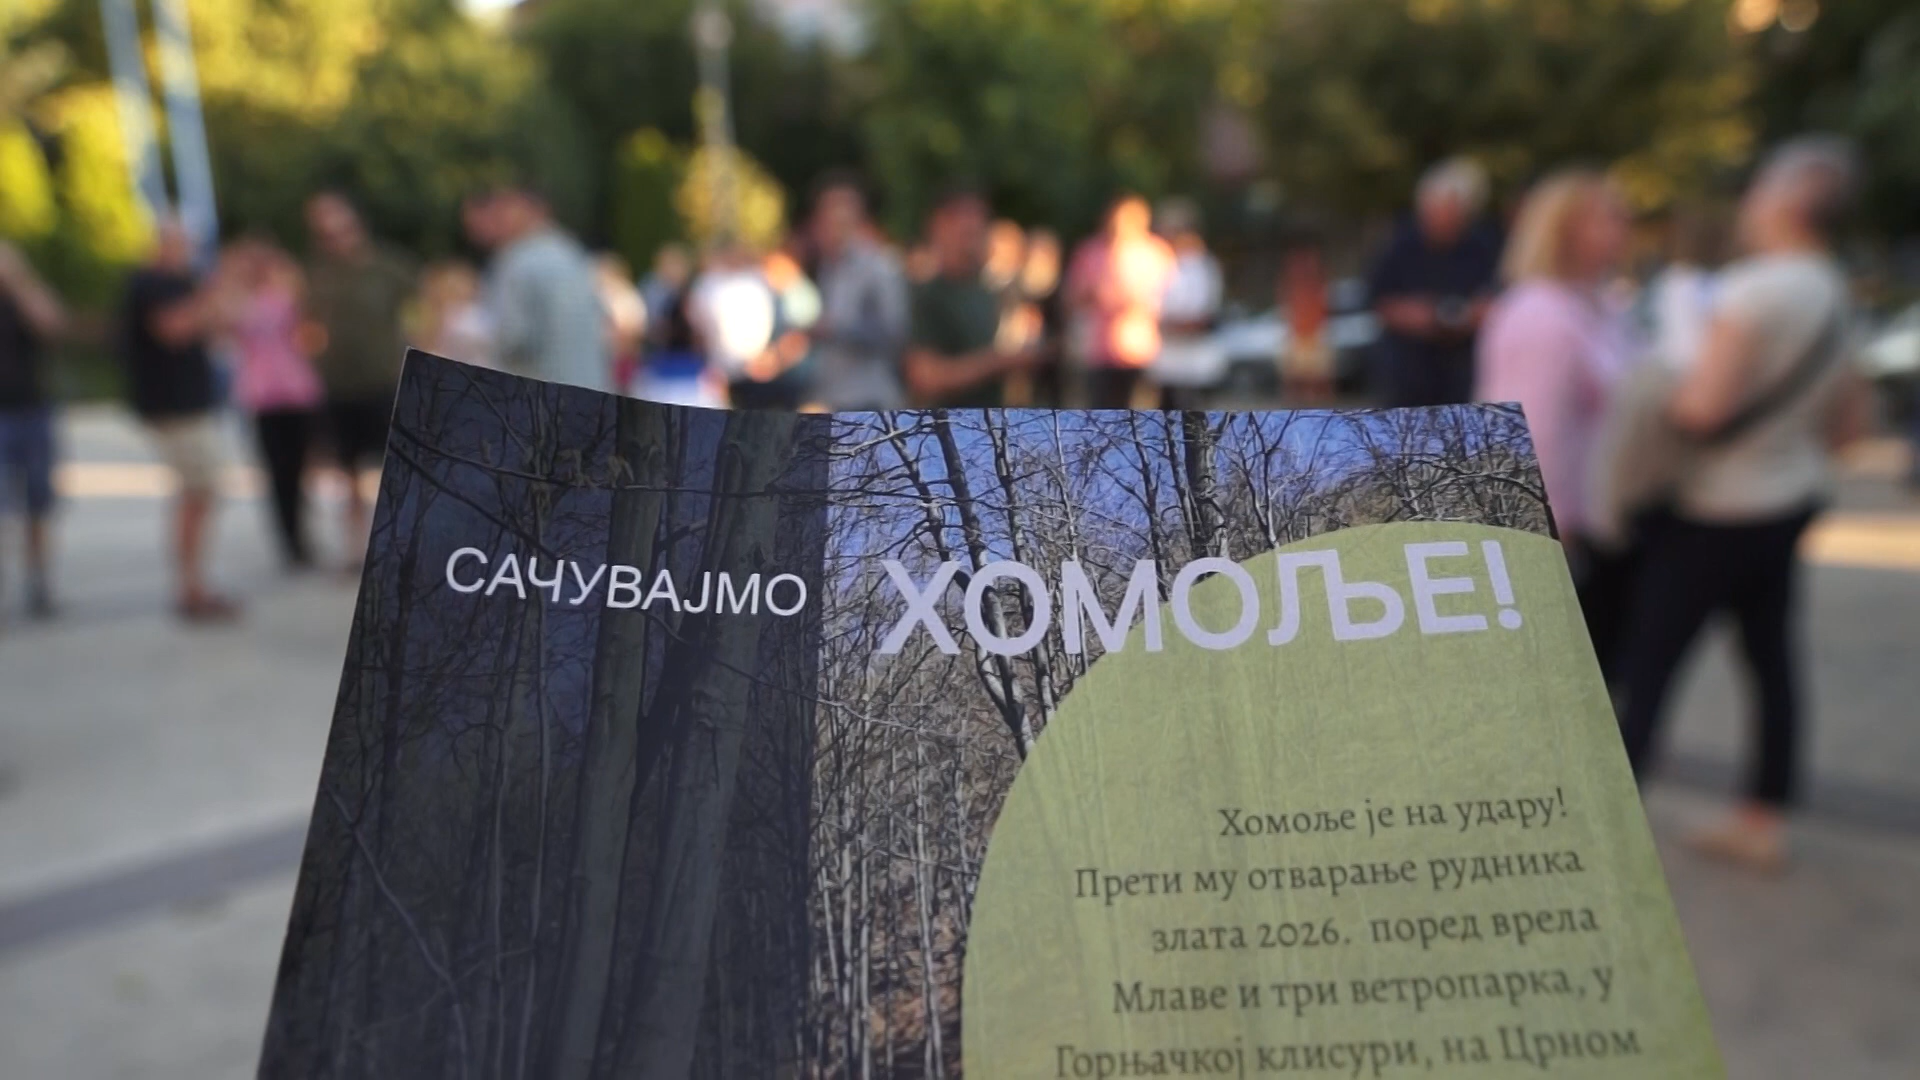 САЧУВАЈМО ХОМОЉЕ!
Хомоље је на удару!
Прети му отварање рудника
злата 2026. поред врела
Млаве и три ветропарка, у
Горњачкој клисури, на Црном